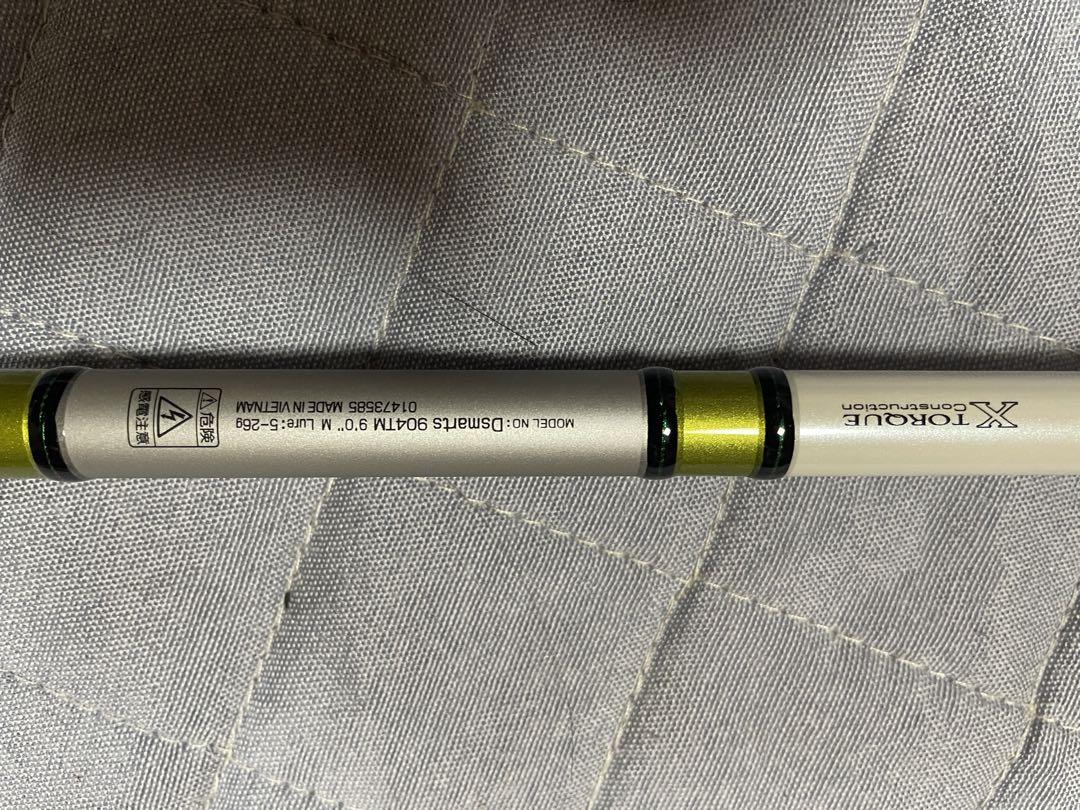 X TORQUE
Construction
MODEL NO:Dsmarts 904TM 9'0" M Lure:5-26g
01473585 MADE IN VIETNAM
危険
感電注意